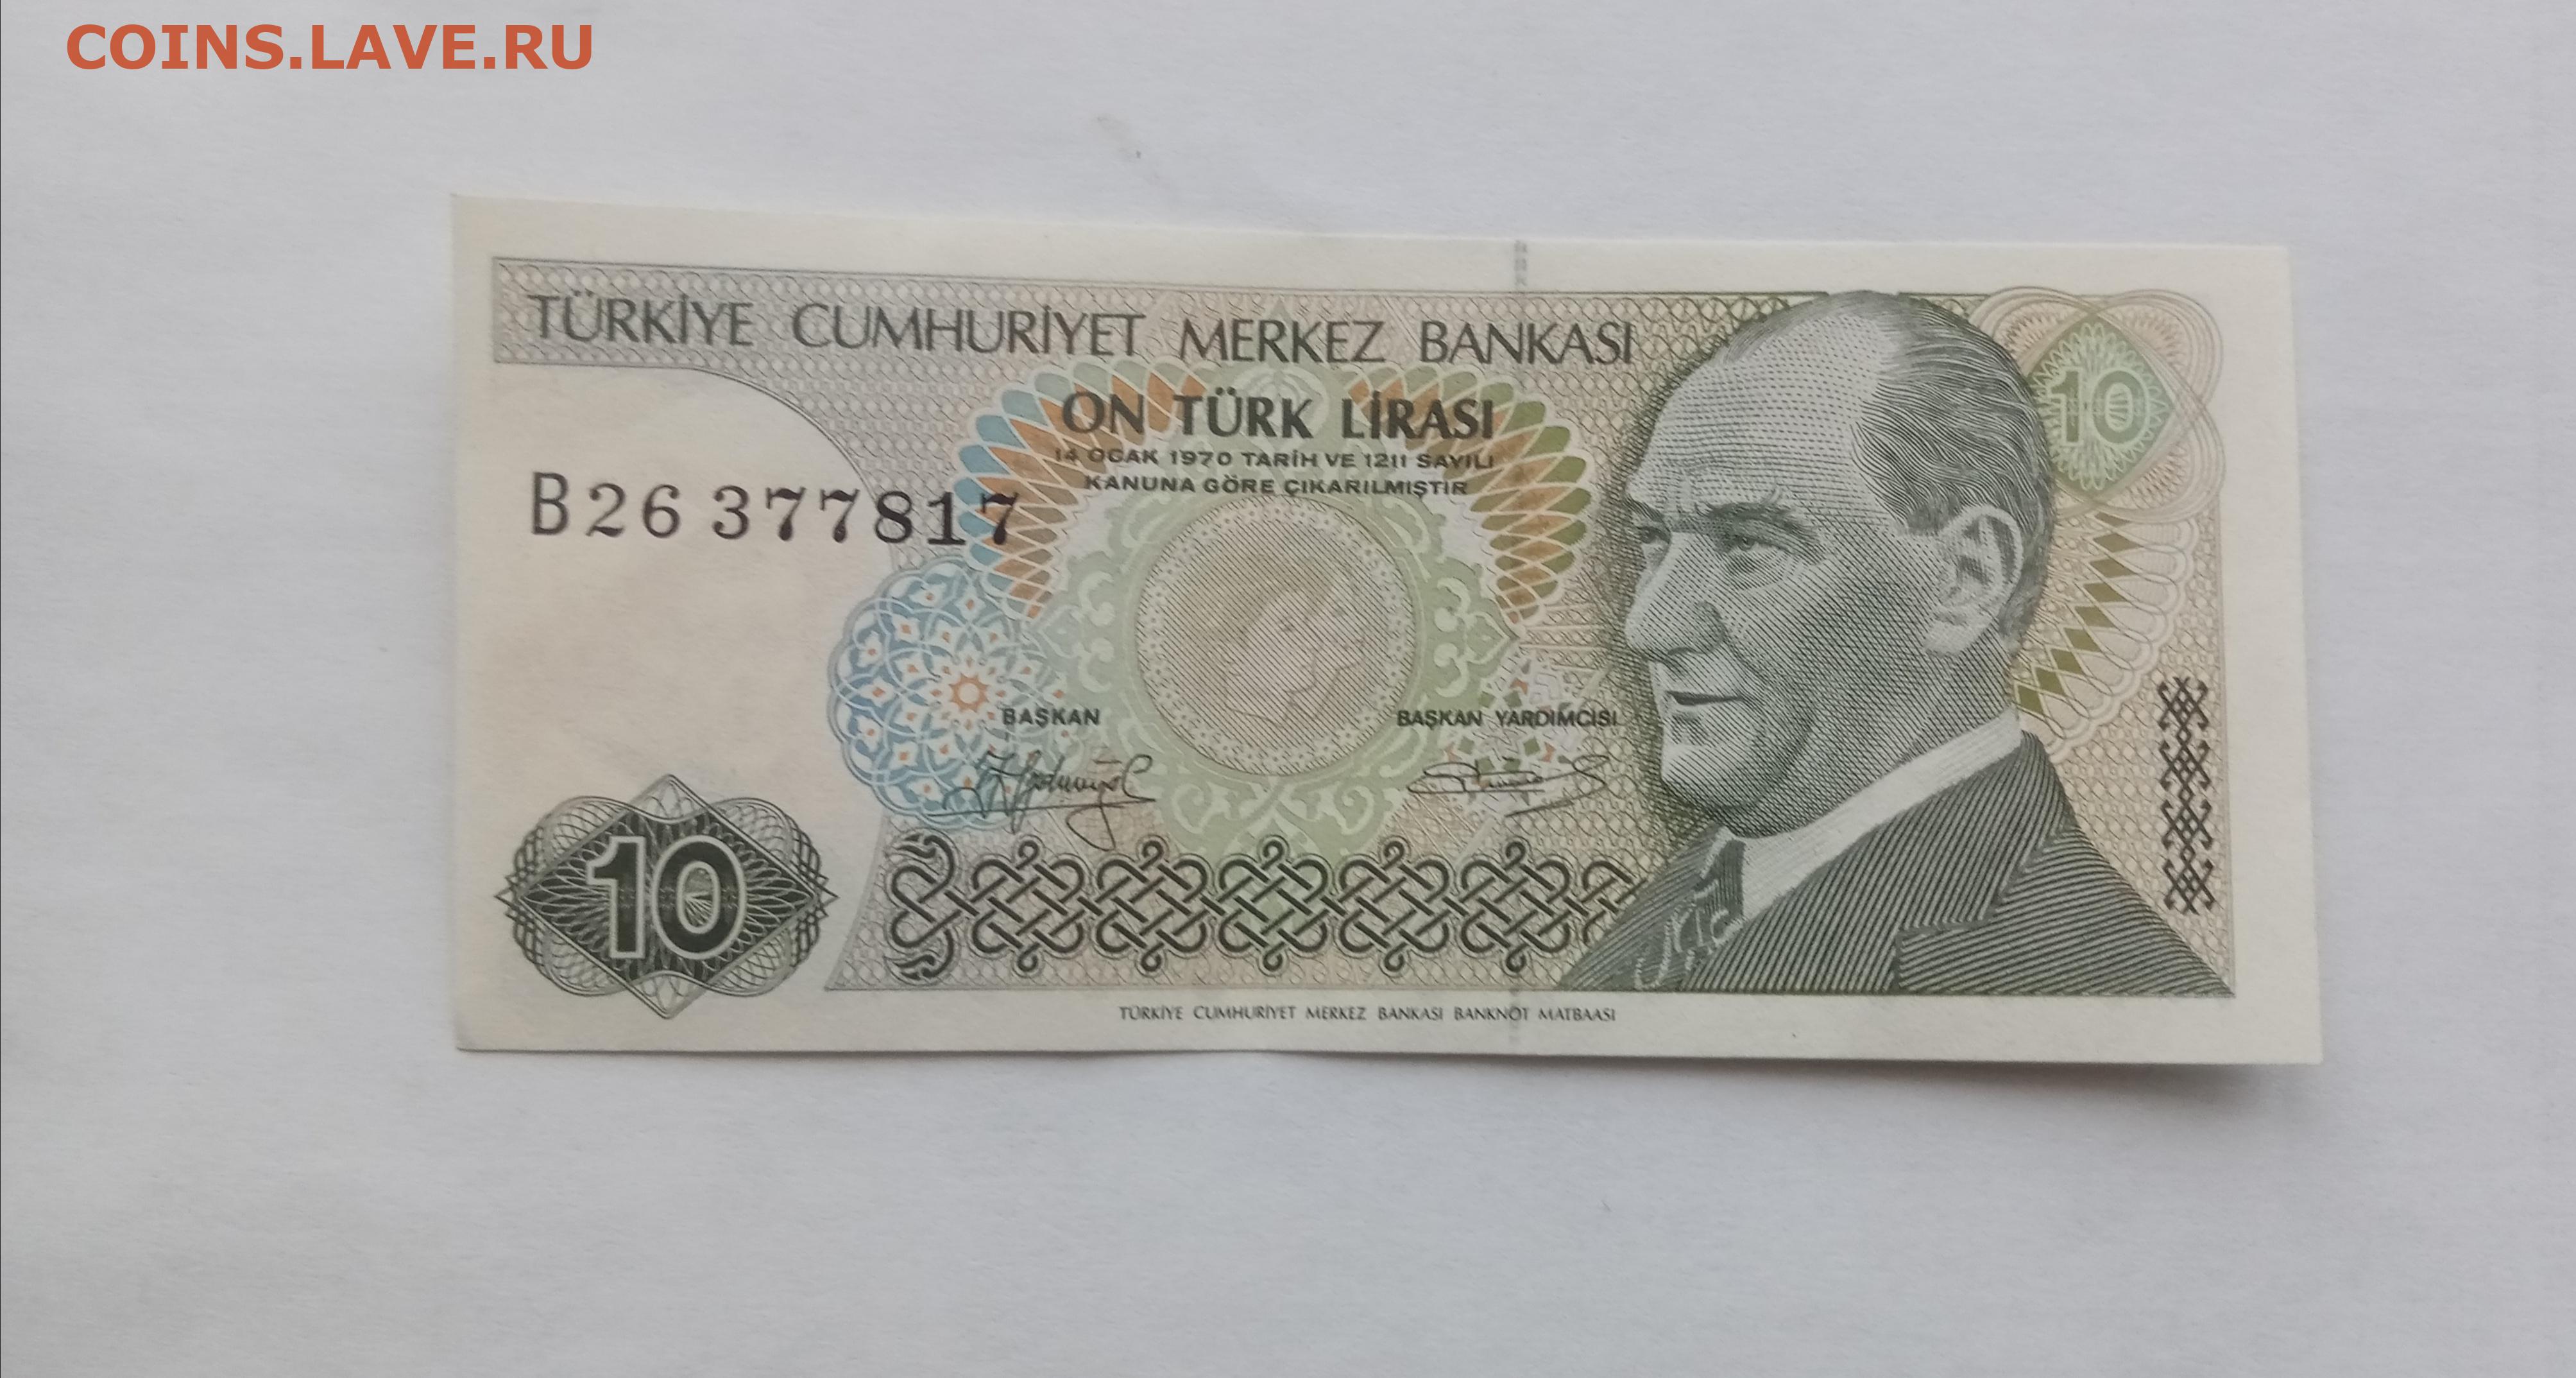 COINS.LAVE.RU
TÜRKİYE CUMHURİYET MERKEZ BANKASI
ON TÜRK LİRASI
14 OCAK 1970 TARİH VE 1211 SAYILI
KANUNA GÖRE ÇIKARILMIŞTIR
10
B26 377817
BAŞKAN
BAŞKAN YARDIMCISI
10
TÜRKİYE CUMHURİYET MERKEZ BANKASI BANKNOT MATBAASI